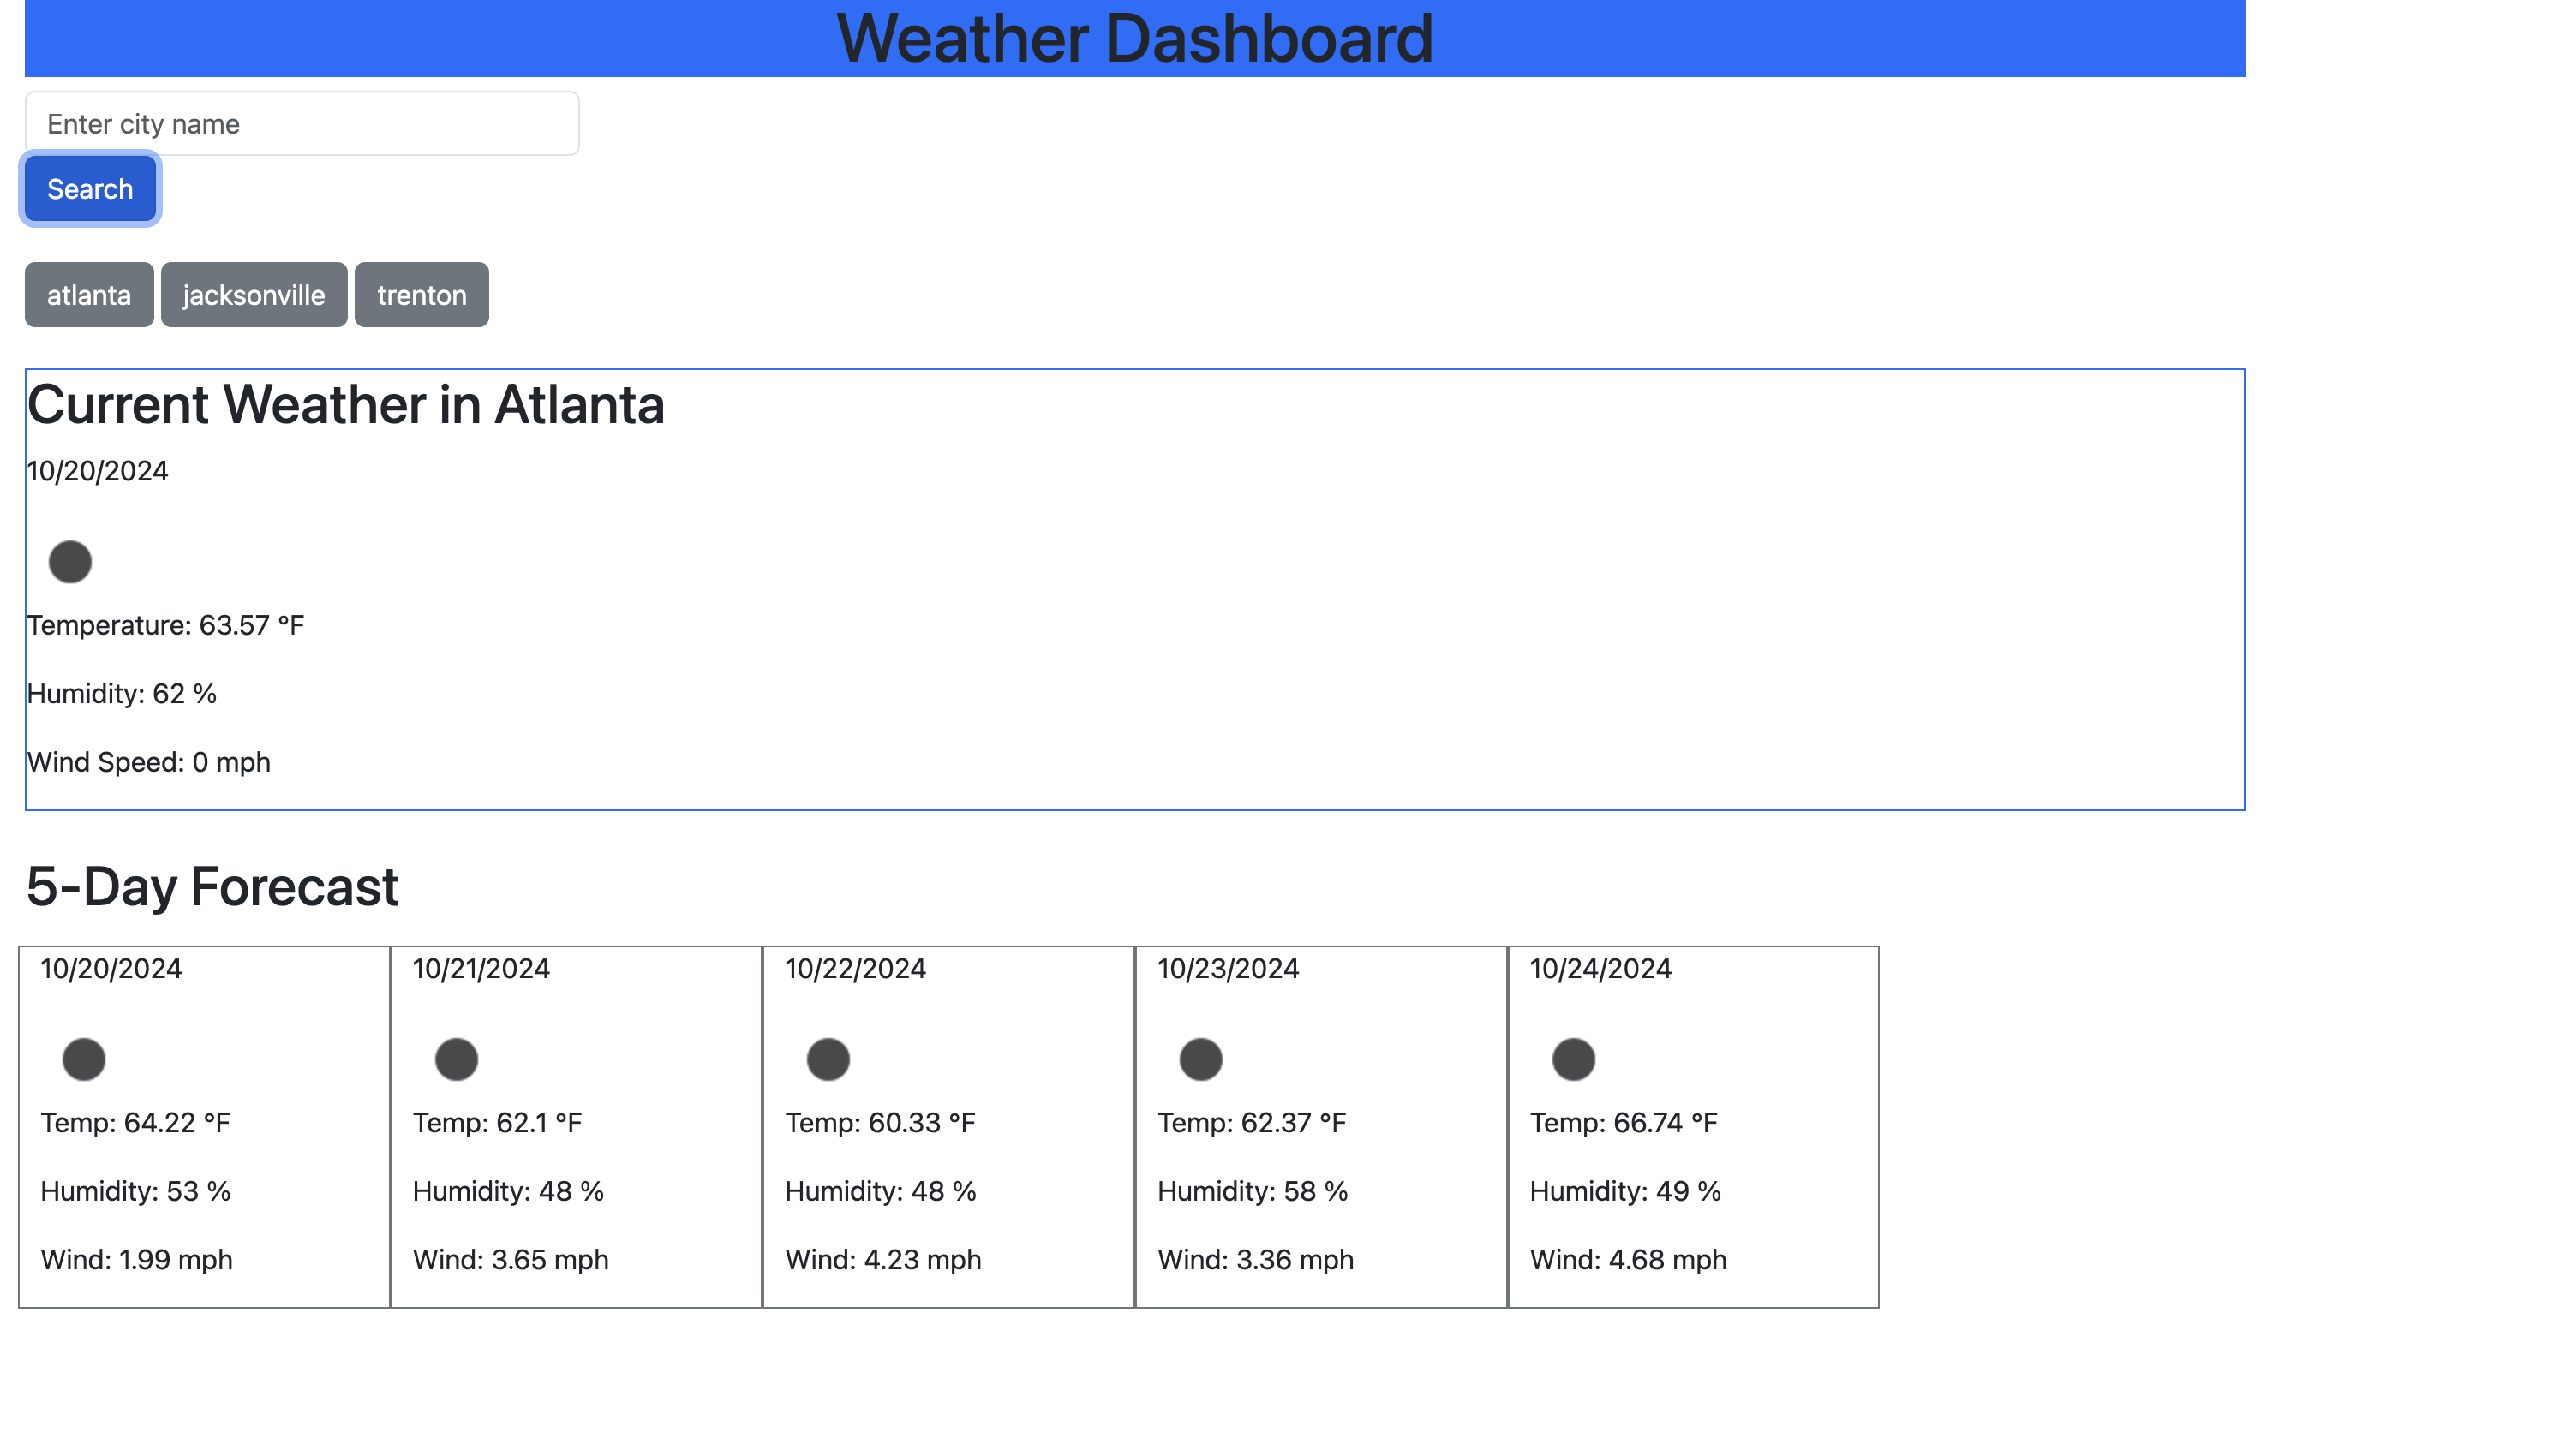 Weather Dashboard
Enter city name
Search
atlanta jacksonville trenton
Current Weather in Atlanta
10/20/2024
Temperature: 63.57 °F
Humidity: 62 %
Wind Speed: 0 mph
5-Day Forecast
10/20/2024
Temp: 64.22 °F
Humidity: 53 %
Wind: 1.99 mph
10/21/2024
Temp: 62.1 °F
Humidity: 48 %
Wind: 3.65 mph
10/22/2024
Temp: 60.33 °F
Humidity: 48 %
Wind: 4.23 mph
10/23/2024
Temp: 62.37 °F
Humidity: 58 %
Wind: 3.36 mph
10/24/2024
Temp: 66.74 °F
Humidity: 49 %
Wind: 4.68 mph